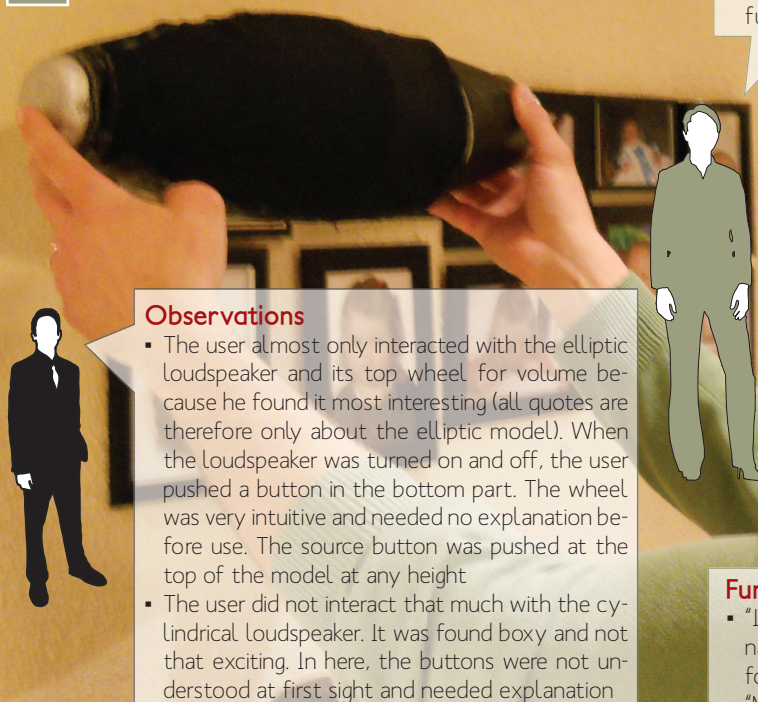 fu
Observations
▪ The user almost only interacted with the elliptic
loudspeaker and its top wheel for volume be-
cause he found it most interesting (all quotes are
therefore only about the elliptic model). When
the loudspeaker was turned on and off, the user
pushed a button in the bottom part. The wheel
was very intuitive and needed no explanation be-
fore use. The source button was pushed at the
top of the model at any height
▪ The user did not interact that much with the cy-
lindrical loudspeaker. It was found boxy and not
that exciting. In here, the buttons were not un-
derstood at first sight and needed explanation
Fur
▪ "I
na
fo